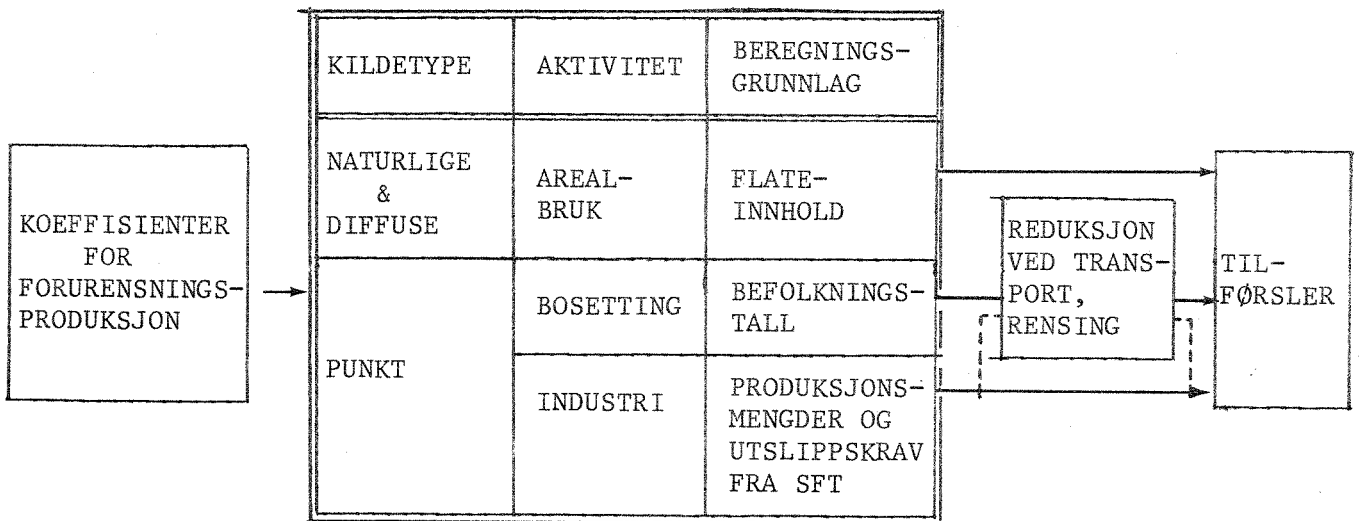 KOEFFISIENTER
FOR
FORURENSNINGS-
PRODUKSJON
KILDETYPE
AKTIVITET
BEREGNINGS-
GRUNNLAG
NATURLIGE
&
DIFFUSE
AREAL-
BRUK
FLATE-
INNHOLD
PUNKT
BOSETTING
BEFOLKNINGS-
TALL
INDUSTRI
PRODUKSJONS-
MENGDER OG
UTSLIPPSKRAV
FRA SFT
REDUKSJON
VED TRANS-
PORT,
RENSING
TIL-
FØRSLER